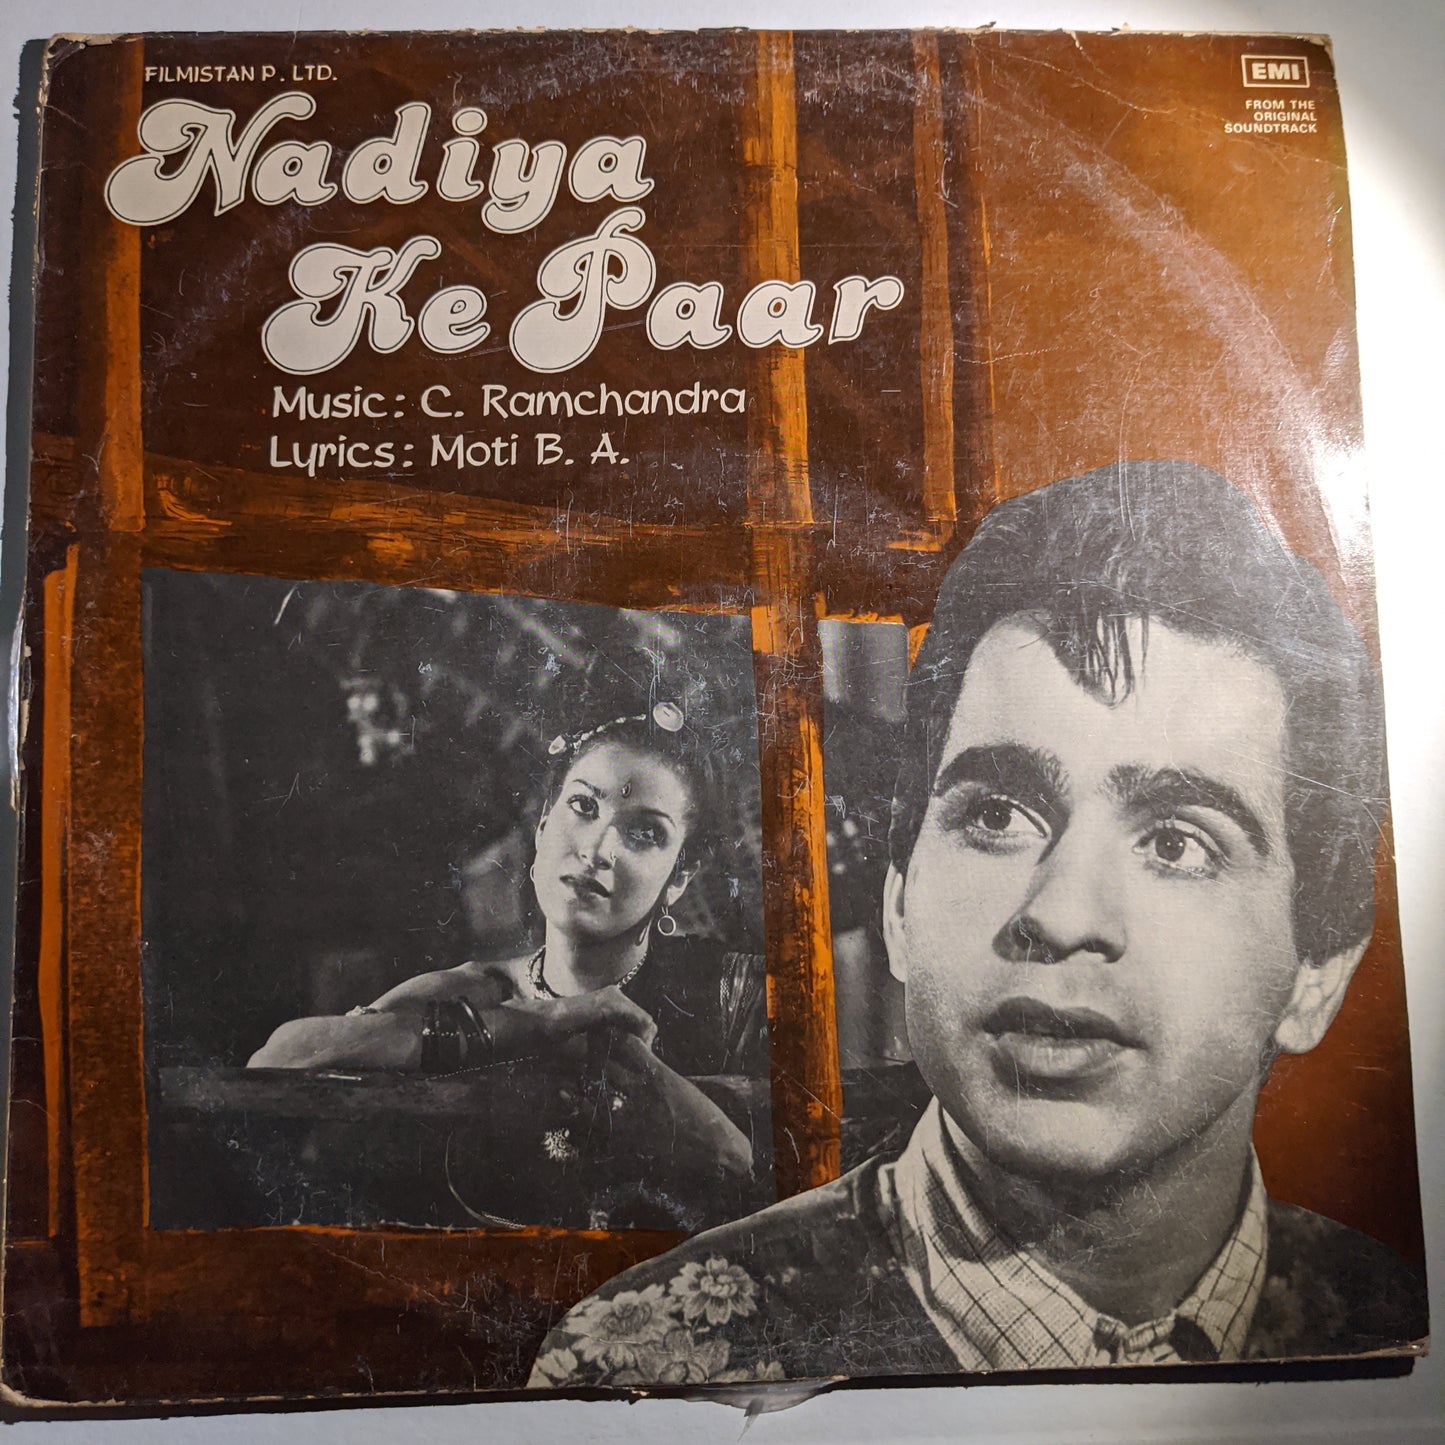 FILMISTAN P. LTD.
Nadiya
Ke Paar
Music: C. Ramchandra
Lyrics: Moti B. A.
EMI
FROM THE
ORIGINAL
SOUNDTRACK